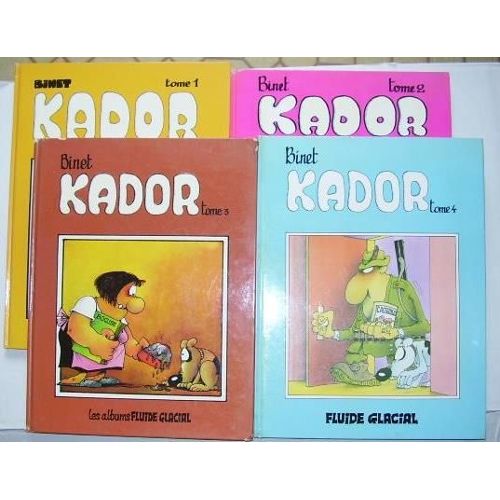 BINET
tome 1
KADOR
Binet
tome 2
KADOR
Binet
KADOR
tome 3
Les albums FLUIDE GLACIAL
Binet
KADOR
tome 4
FLUIDE GLACIAL